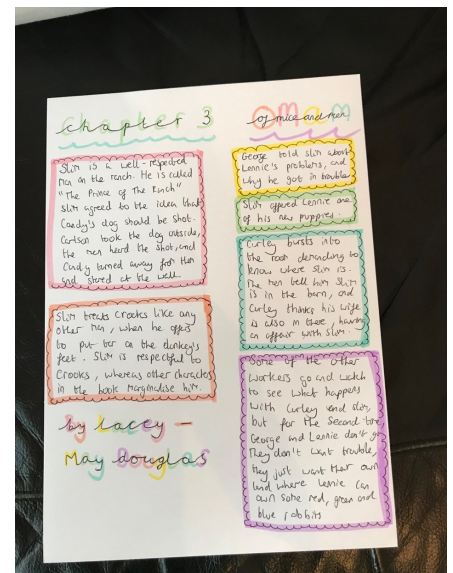 Chapter 3
Slim is a well-respected
man on the ranch. He is called
"The Prince of the Ranch"
Slim agreed to the idea that
Candy's dog should be shot.
Carlson took the dog outside,
the men heard the shot, and
Candy turned away from them
and stared at the wall.
Slim treats crooks like any
other man, when he offers
to put tar on the donkey's
feet. Slim is respectful to
Crooks, whereas other characters
in the book marginalise him.
by Lacey -
May douglas
OMAM
of mice and men
George told slim about
Lennie's problems, and
why he got in trouble
Slim offered Lennie one
of his new puppies.
Curley bursts into
the room demanding to
know where slim is.
The men tell him Slim
is in the barn, and
Curley thinks his wife
is also in there, having
an affair with Slim.
Some of the other
workers go and watch
to see what happens
with Curley and slim,
but for the second time,
George and Lennie don't go
They don't want trouble,
they just want their own
land where Lennie can
own some red, green and
blue rabbits